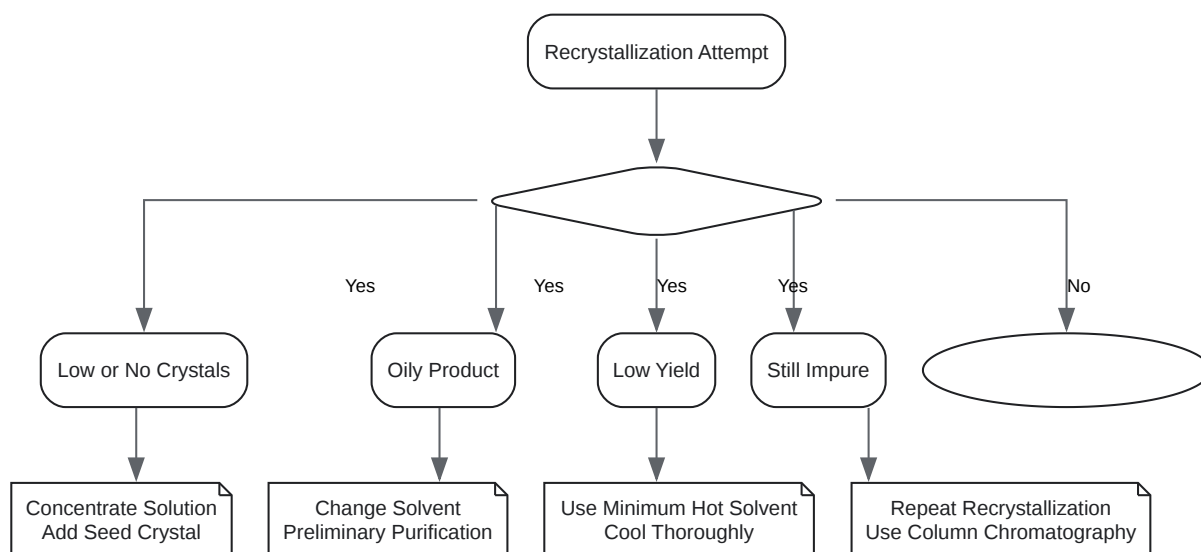 Recrystallization Attempt
Yes
Yes
Yes
Yes
No
Low or No Crystals
Oily Product
Low Yield
Still Impure
Concentrate Solution
Add Seed Crystal
Change Solvent
Preliminary Purification
Use Minimum Hot Solvent
Cool Thoroughly
Repeat Recrystallization
Use Column Chromatography